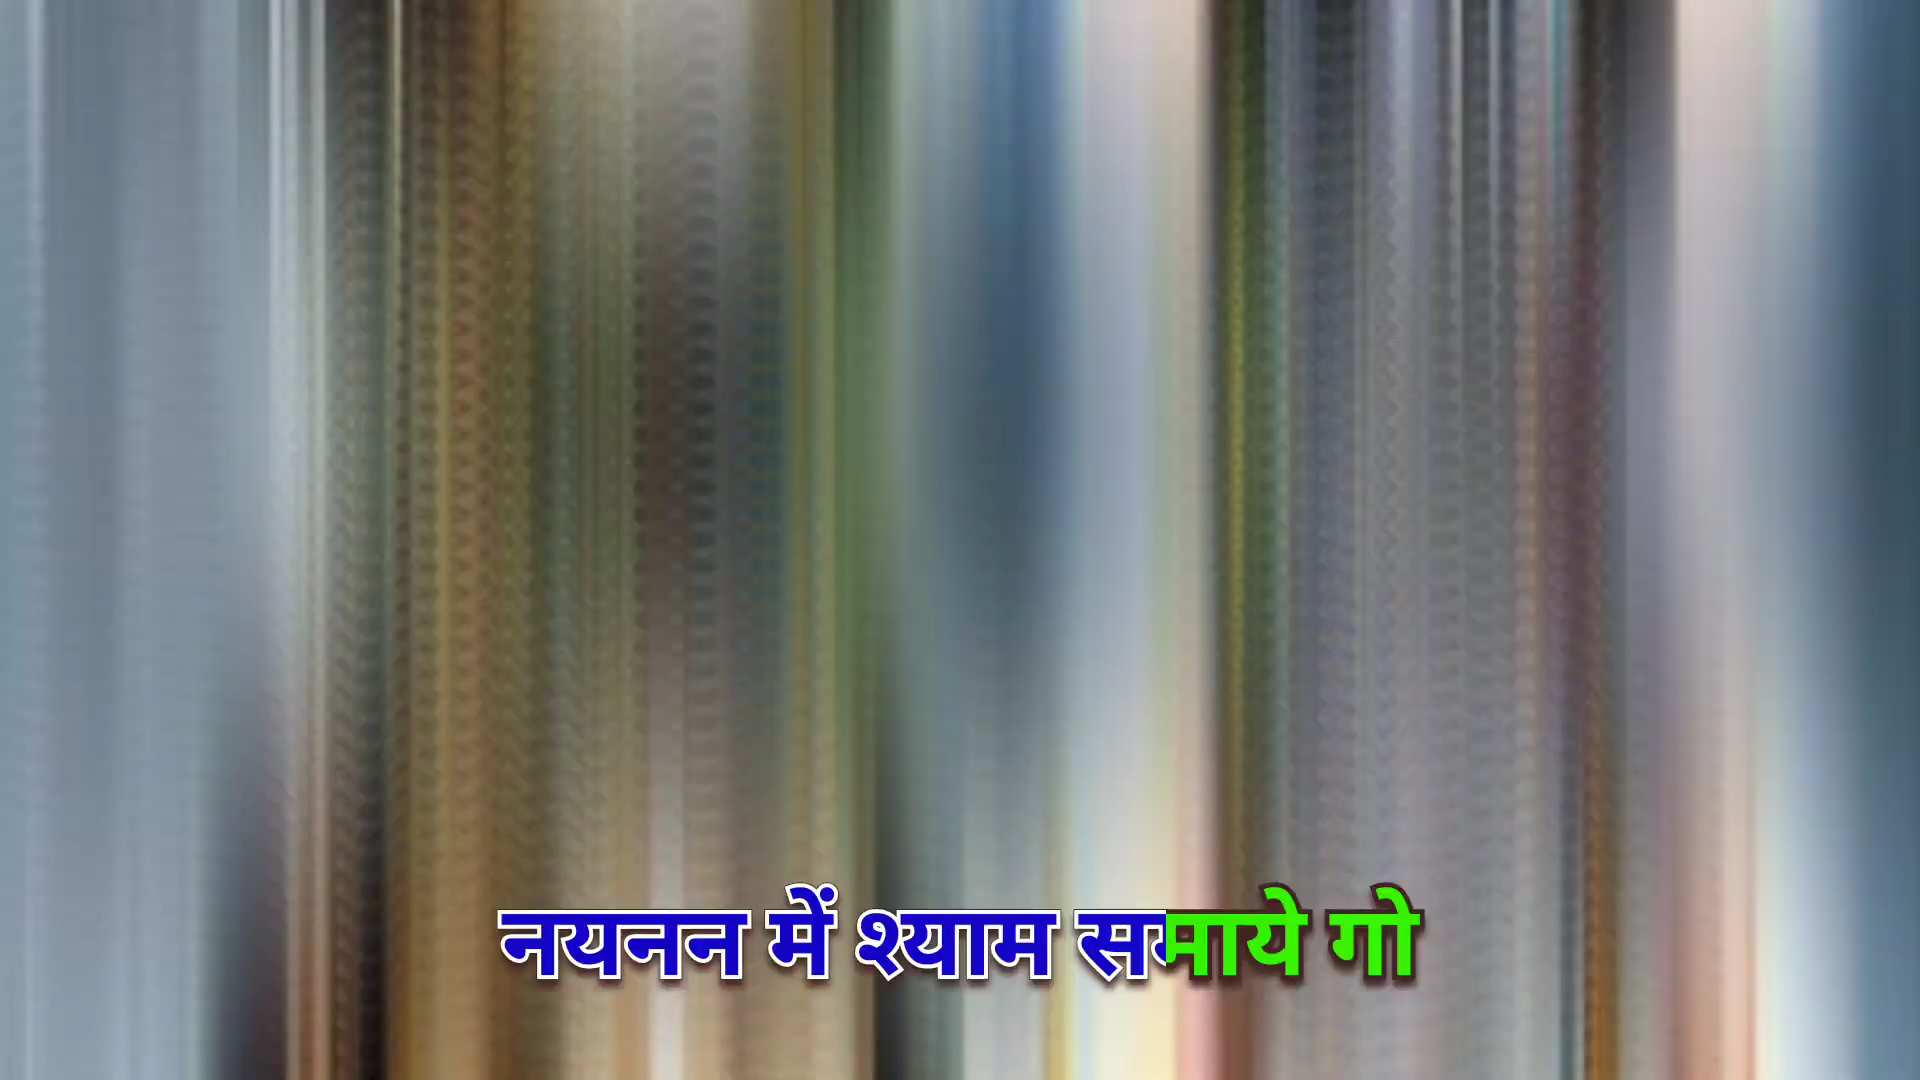 नयनन में श्याम समाये गो